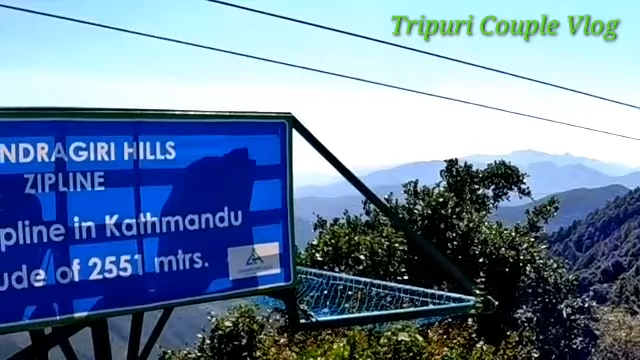 Tripuri Couple Vlog
NDRAGIRI HILLS
ZIPLINE
pline in Kathmandu
ude of 2551 mtrs.